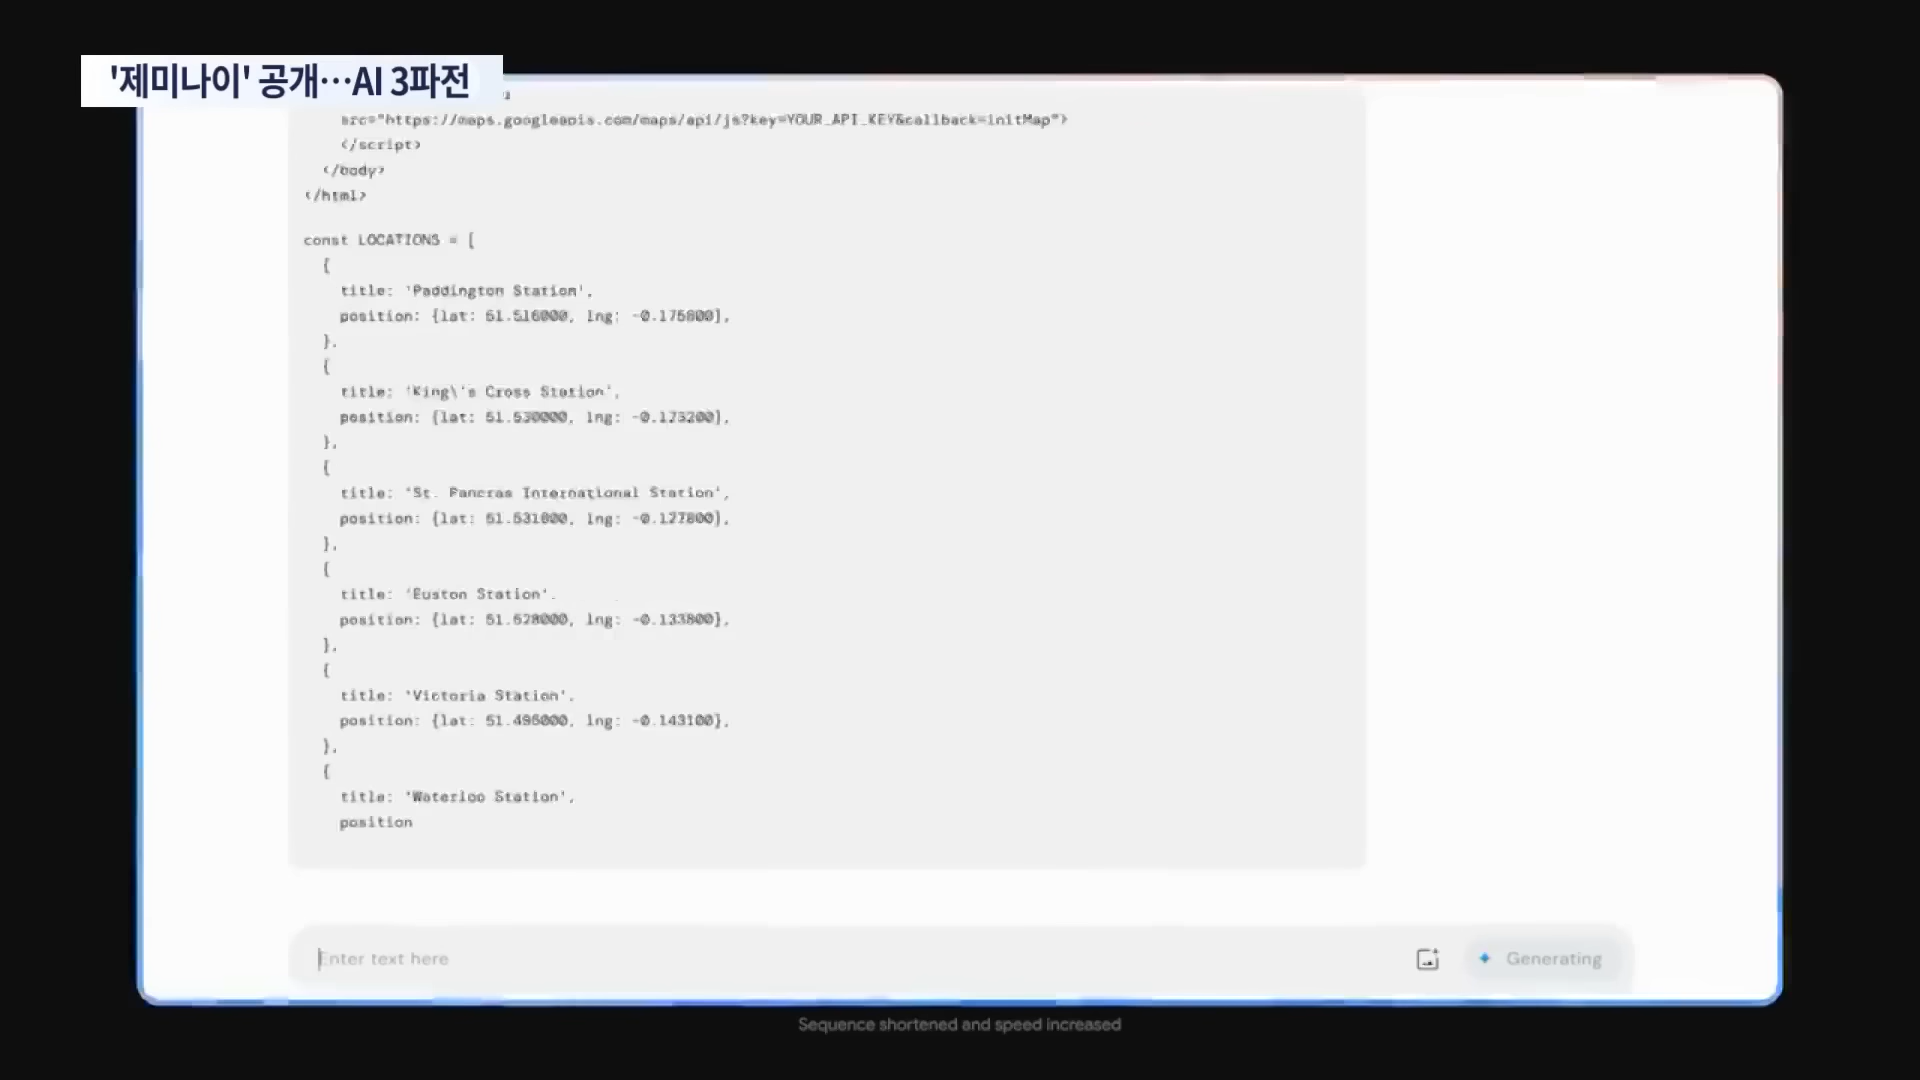 '제미나이' 공개…AI 3파전
src="https://maps.googleapis.com/maps/api/js?key=YOUR_API_KEY&callback=initMap">
</script>
</body>
</html>
const LOCATIONS = [
{
title: 'Paddington Station',
position: {lat: 51.516000, lng: -0.175800},
},
{
title: 'King\'s Cross Station',
position: {lat: 51.530000, lng: -0.123200},
},
{
title: 'St. Pancras International Station',
position: {lat: 51.531800, lng: -0.127800},
},
{
title: 'Euston Station',
position: {lat: 51.528000, lng: -0.133800},
},
{
title: 'Victoria Station',
position: {lat: 51.495000, lng: -0.143100},
},
{
title: 'Waterloo Station',
position
Enter text here
Generating
Sequence shortened and speed increased